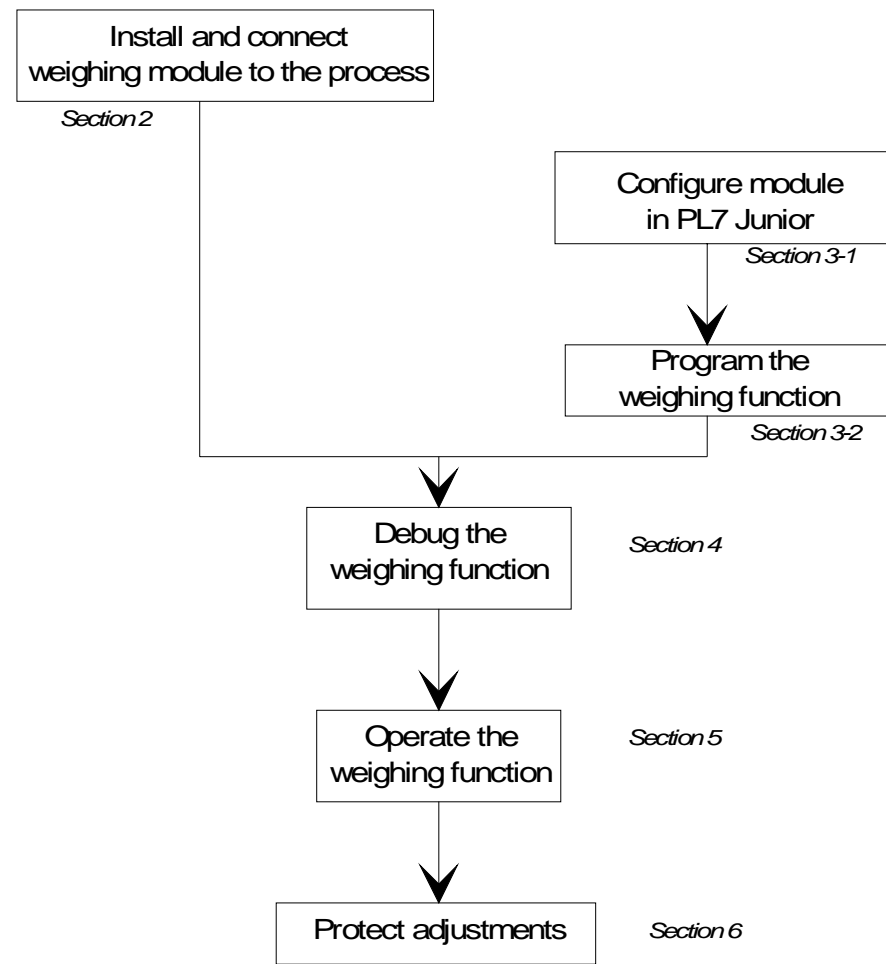 Install and connect
weighing module to the process
Section 2
Configure module
in PL7 Junior
Section 3-1
Program the
weighing function
Section 3-2
Debug the
weighing function
Section 4
Operate the
weighing function
Section 5
Protect adjustments
Section 6